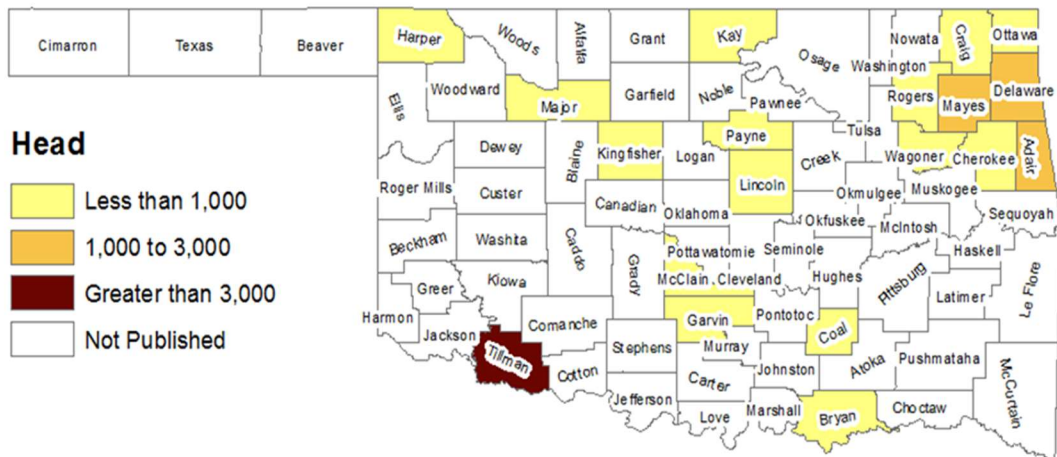 Cimarron
Texas
Beaver
Harper
Woods
Alfalfa
Grant
Kay
Osage
Nowata
Craig
Ottawa
Washington
Ellis
Woodward
Major
Garfield
Noble
Pawnee
Rogers
Mayes
Delaware
Head
Less than 1,000
1,000 to 3,000
Greater than 3,000
Not Published
Dewey
Blaine
Kingfisher
Logan
Payne
Creek
Tulsa
Wagoner
Cherokee
Adair
Roger Mills
Custer
Canadian
Oklahoma
Lincoln
Okmulgee
Muskogee
Okfuskee
McIntosh
Sequoyah
Beckham
Washita
Caddo
Grady
Pottawatomie
Seminole
Haskell
Greer
Kiowa
McClain
Cleveland
Hughes
Pittsburg
Latimer
Le Flore
Harmon
Jackson
Comanche
Garvin
Pontotoc
Coal
Tillman
Cotton
Stephens
Murray
Johnston
Atoka
Pushmataha
McCurtain
Jefferson
Carter
Love
Marshall
Bryan
Choctaw